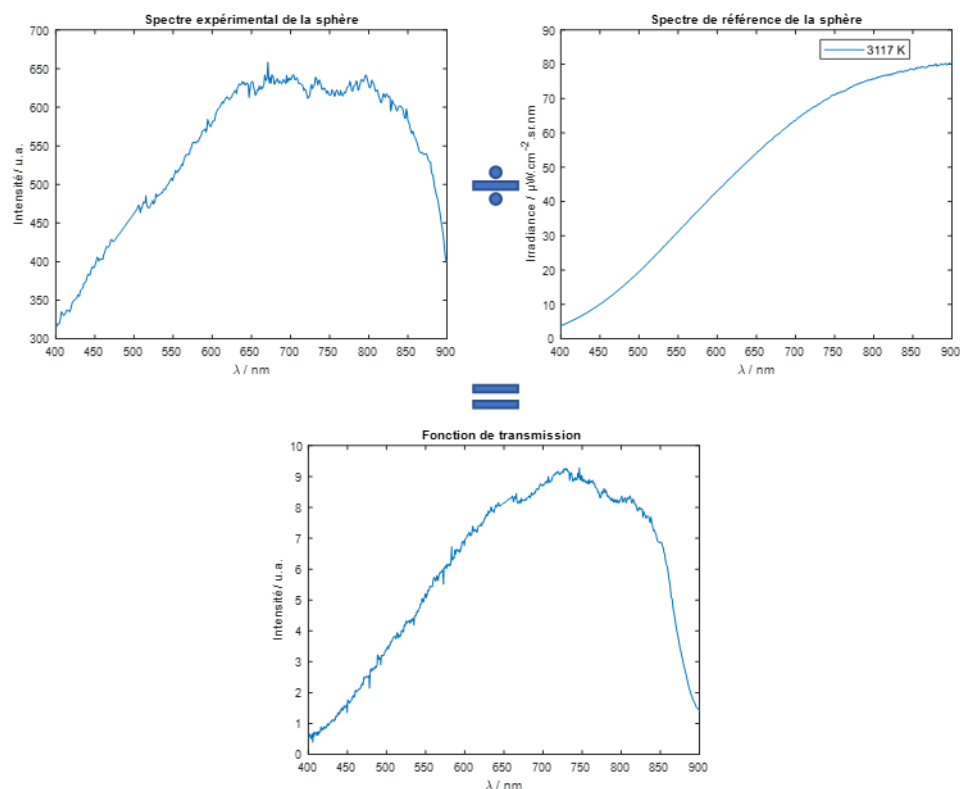 Spectre expérimental de la sphère
700
650
600
550
500
450
400
350
300
Intensité/ u.a.
400 450 500 550 600 650 700 750 800 850 900
λ / nm
Spectre de référence de la sphère
3117 K
90
80
70
60
50
40
30
20
10
0
Irradiance / µW.cm-2.sr.nm
400 450 500 550 600 650 700 750 800 850 900
λ / nm
Fonction de transmission
10
9
8
7
6
5
4
3
2
1
0
Intensité/ u.a.
400 450 500 550 600 650 700 750 800 850 900
λ / nm